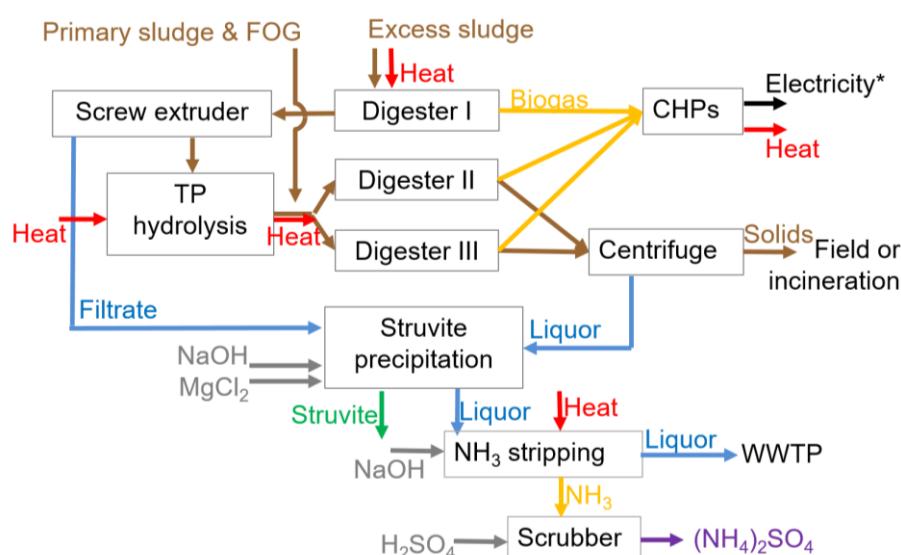 Primary sludge & FOG
Excess sludge
Heat
Electricity*
Screw extruder
Digester I
Biogas
CHPs
Heat
TP
hydrolysis
Digester II
Heat
Heat
Digester III
Centrifuge
Solids
Field or
incineration
Filtrate
Struvite
precipitation
Liquor
NaOH
MgCl₂
Struvite
Liquor
Heat
NaOH
NH₃ stripping
Liquor
WWTP
NH₃
H₂SO₄
Scrubber
(NH₄)₂SO₄